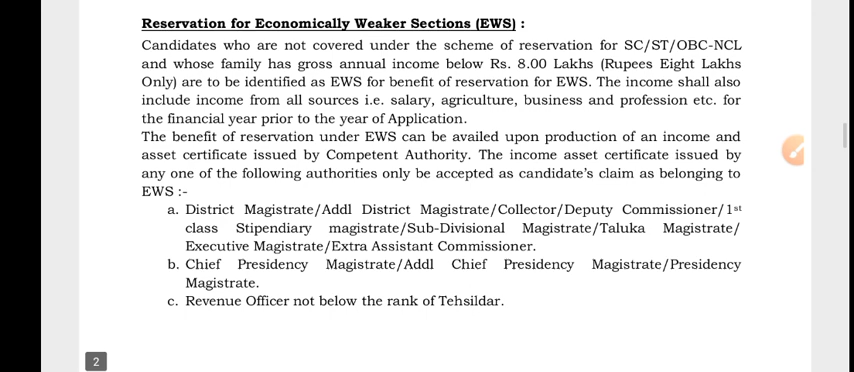 Reservation for Economically Weaker Sections (EWS) :
Candidates who are not covered under the scheme of reservation for SC/ST/OBC-NCL
and whose family has gross annual income below Rs. 8.00 Lakhs (Rupees Eight Lakhs
Only) are to be identified as EWS for benefit of reservation for EWS. The income shall also
include income from all sources i.e. salary, agriculture, business and profession etc. for
the financial year prior to the year of Application.
The benefit of reservation under EWS can be availed upon production of an income and
asset certificate issued by Competent Authority. The income asset certificate issued by
any one of the following authorities only be accepted as candidate's claim as belonging to
EWS :-
a. District Magistrate/Addl District Magistrate/Collector/Deputy Commissioner/1st
class Stipendiary magistrate/Sub-Divisional Magistrate/Taluka Magistrate/
Executive Magistrate/Extra Assistant Commissioner.
b. Chief Presidency Magistrate/Addl Chief Presidency Magistrate/Presidency
Magistrate.
c. Revenue Officer not below the rank of Tehsildar.
2